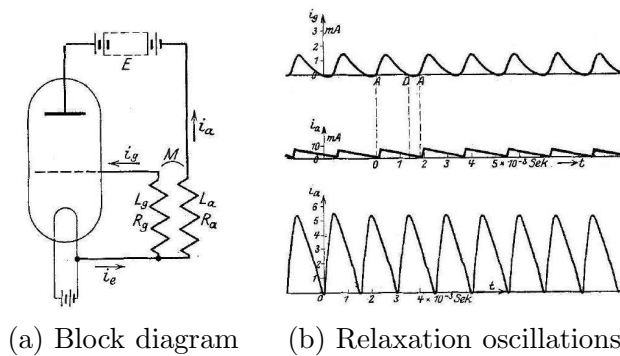 E
i_a
i_g
M
L_g
R_g
L_a
R_a
i_e
i_g
mA
3
2
1
0
A D A
i_a
mA
10
0
0 1 2 3 4 5 × 10⁻³ Sek. → t
i_a
6
5
4
3
2
1
0 1 2 3 4 × 10⁻³ Sek t
(a) Block diagram
(b) Relaxation oscillations